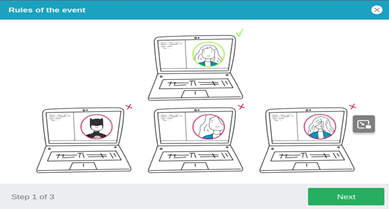 Rules of the event
Step 1 of 3
Next